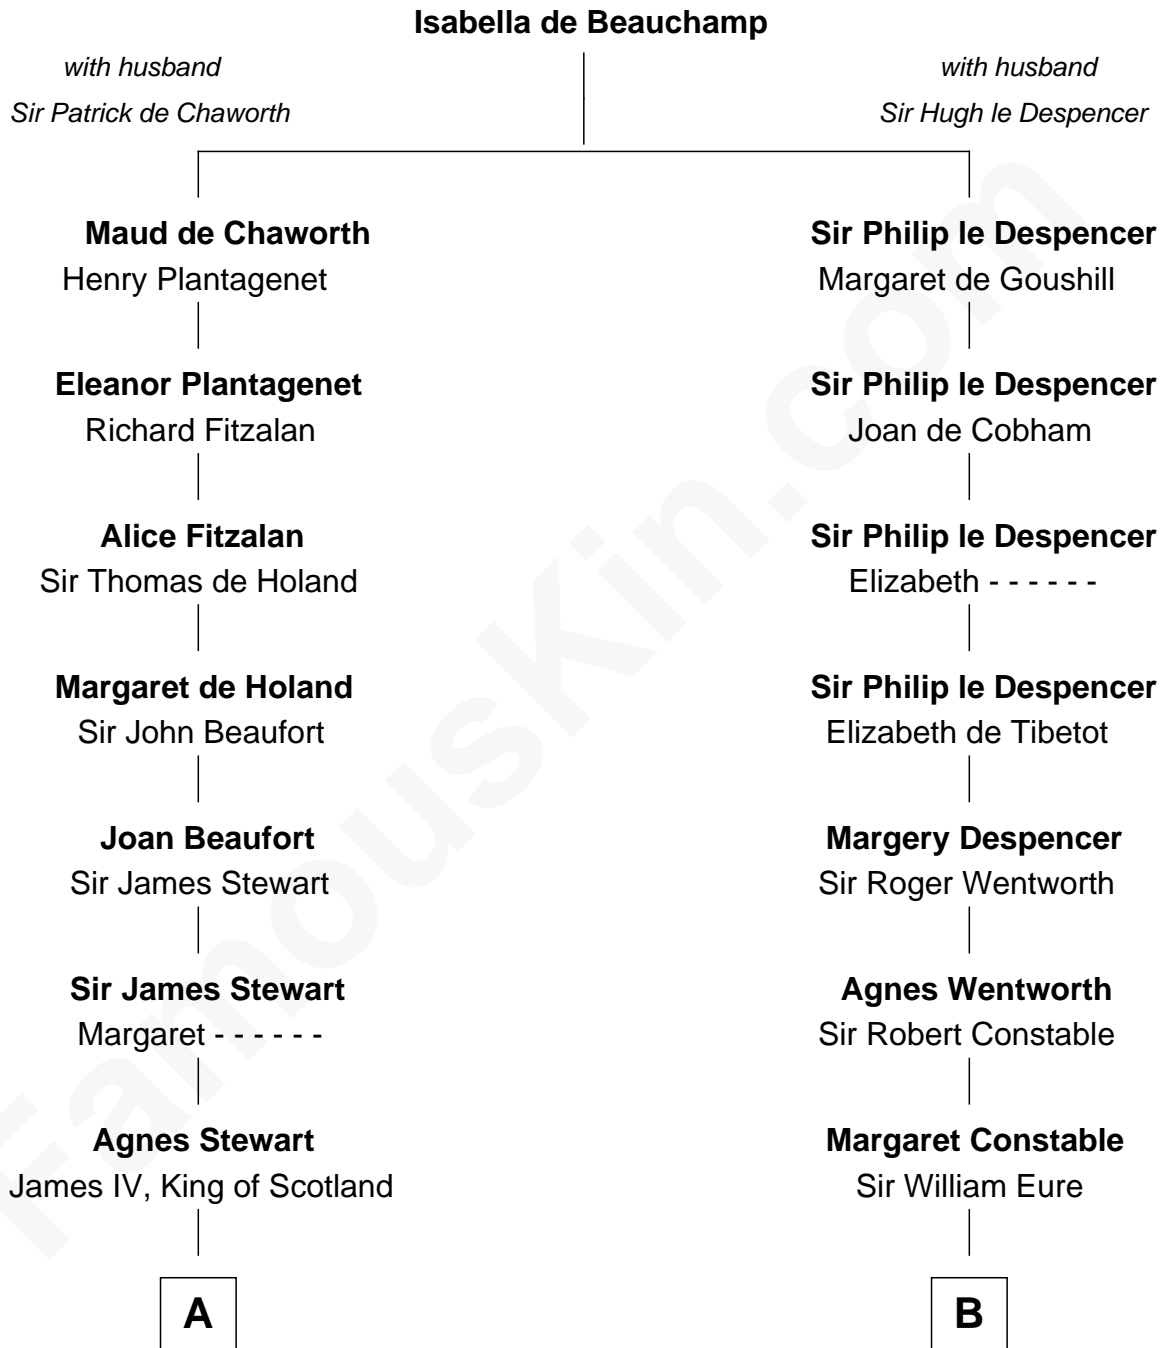 Isabella de Beauchamp
with husband
Sir Patrick de Chaworth
with husband
Sir Hugh le Despencer
Maud de Chaworth
Henry Plantagenet
Sir Philip le Despencer
Margaret de Goushill
Eleanor Plantagenet
Richard Fitzalan
Sir Philip le Despencer
Joan de Cobham
Alice Fitzalan
Sir Thomas de Holand
Sir Philip le Despencer
Elizabeth - - - - - -
Margaret de Holand
Sir John Beaufort
Sir Philip le Despencer
Elizabeth de Tibetot
Joan Beaufort
Sir James Stewart
Margery Despencer
Sir Roger Wentworth
Sir James Stewart
Margaret - - - - - -
Agnes Wentworth
Sir Robert Constable
Agnes Stewart
James IV, King of Scotland
Margaret Constable
Sir William Eure
A
B
FamousKin.com